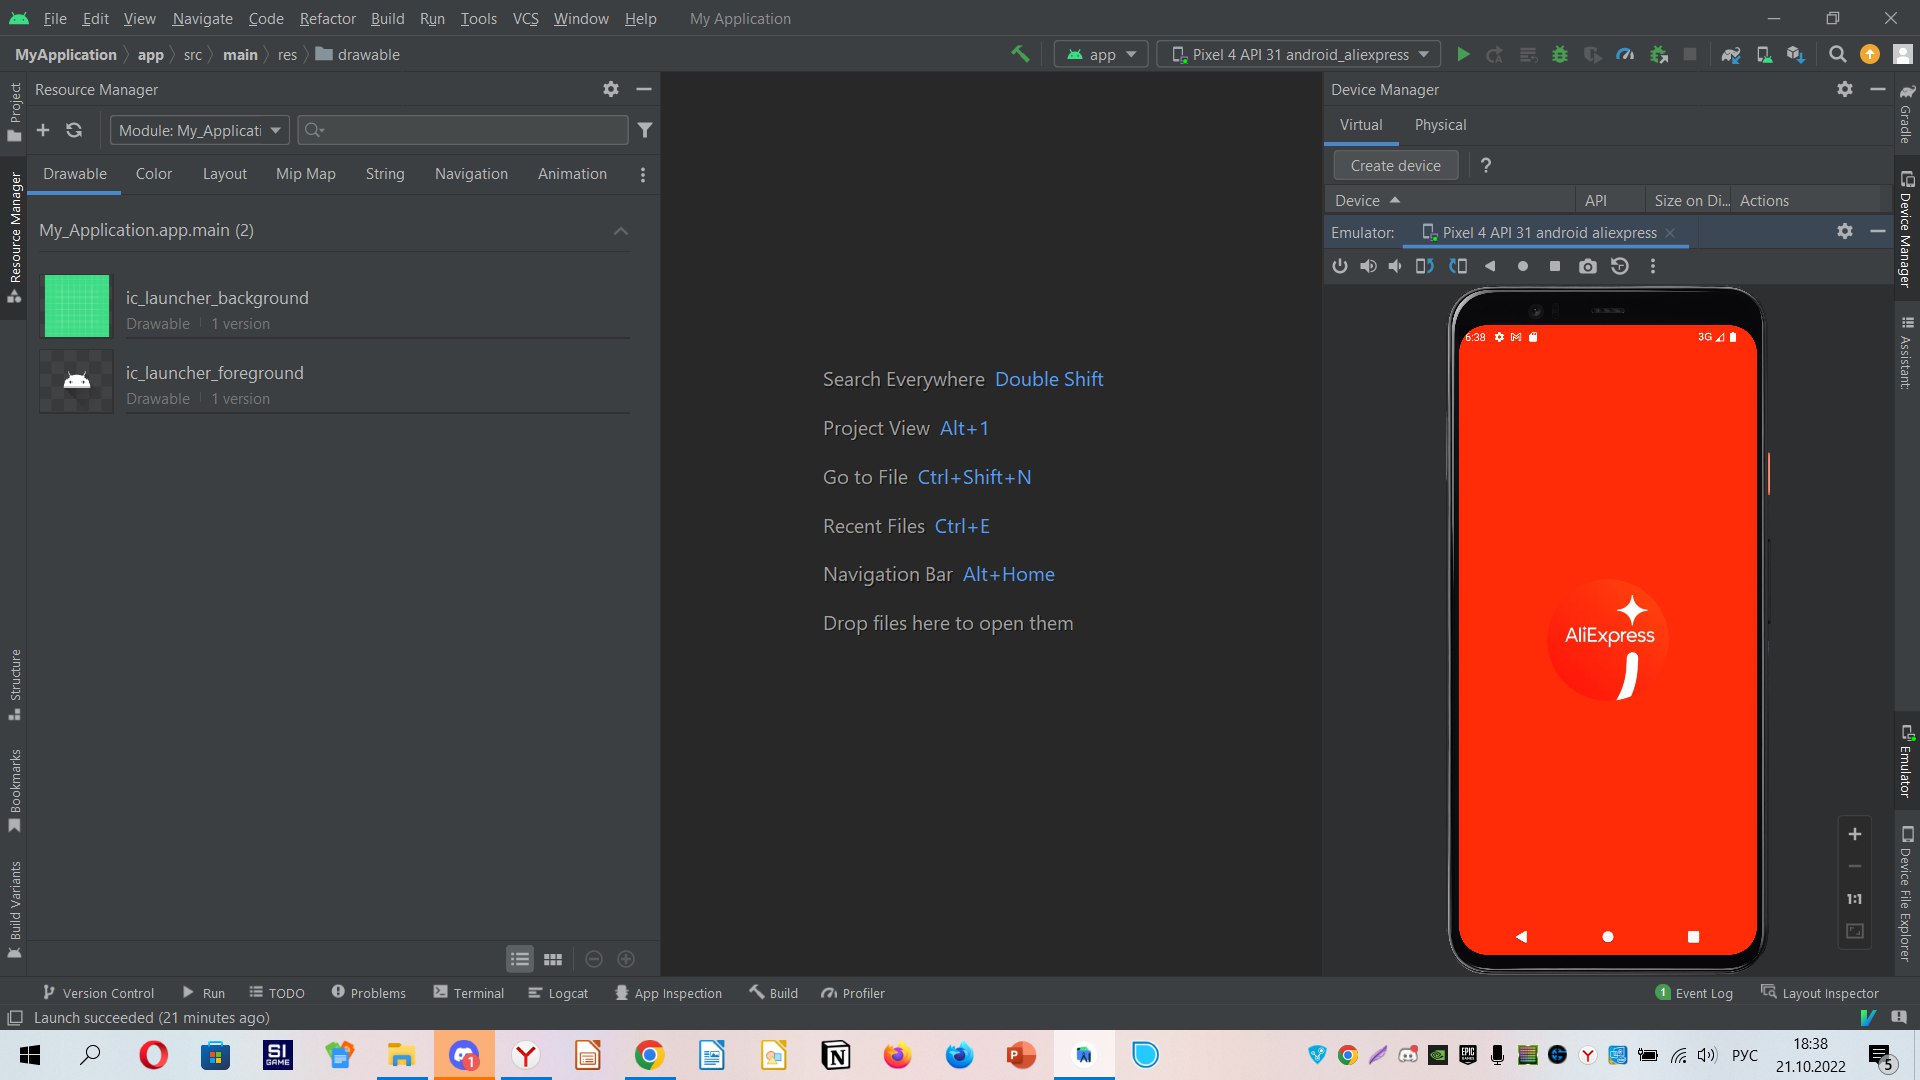 File Edit View Navigate Code Refactor Build Run Tools VCS Window Help My Application
MyApplication app src main res drawable
app
Pixel 4 API 31 android_aliexpress
Project
Resource Manager
Structure
Bookmarks
Build Variants
Resource Manager
Module: My_Applicati
Drawable Color Layout Mip Map String Navigation Animation
My_Application.app.main (2)
ic_launcher_background
Drawable 1 version
ic_launcher_foreground
Drawable 1 version
Search Everywhere Double Shift
Project View Alt+1
Go to File Ctrl+Shift+N
Recent Files Ctrl+E
Navigation Bar Alt+Home
Drop files here to open them
Device Manager
Virtual Physical
Create device ?
Device API Size on Di... Actions
Emulator: Pixel 4 API 31 android aliexpress
6:38 3G
AliExpress
1:1
Gradle
Device Manager
Assistant:
Emulator
Device File Explorer
Version Control Run TODO Problems Terminal Logcat App Inspection Build Profiler
1 Event Log Layout Inspector
Launch succeeded (21 minutes ago)
SI
GAME
1
РУС
18:38
21.10.2022
5